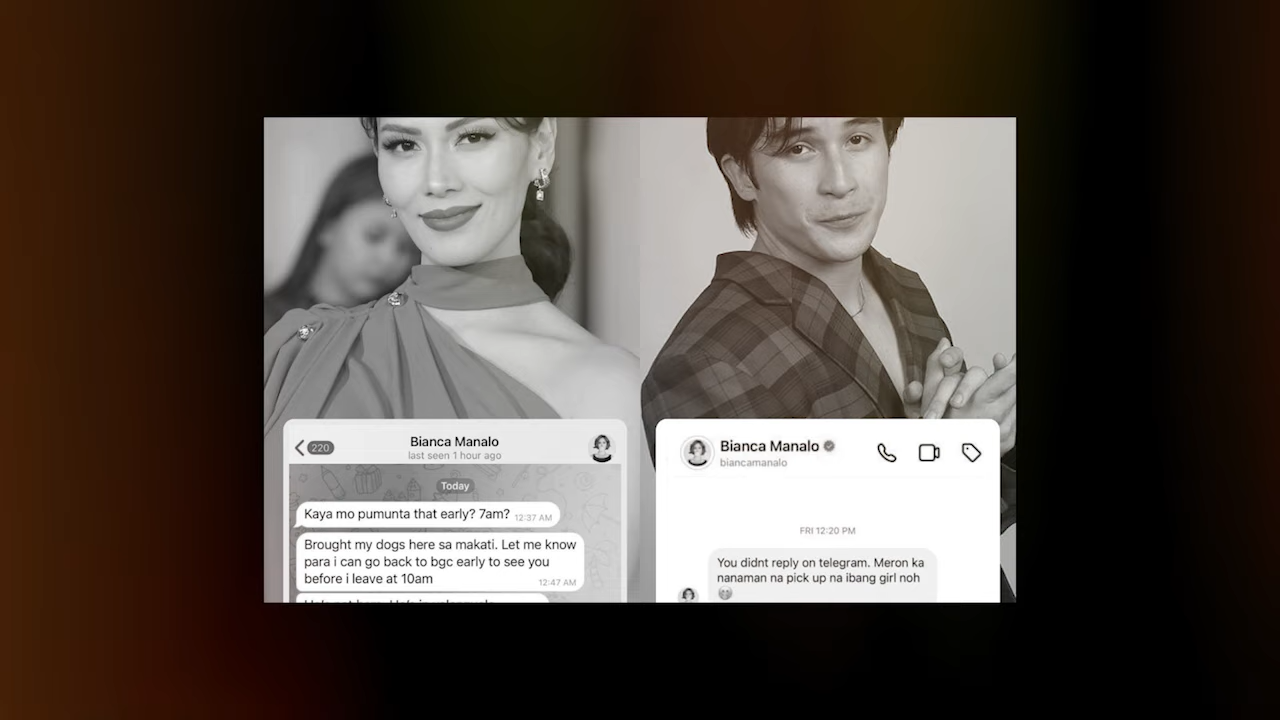 220
Bianca Manalo
last seen 1 hour ago
Today
Kaya mo pumunta that early? 7am? 12:37 AM
Brought my dogs here sa makati. Let me know
para i can go back to bgc early to see you
before i leave at 10am 12:47 AM
Bianca Manalo
biancamanalo
FRI 12:20 PM
You didnt reply on telegram. Meron ka
nanaman na pick up na ibang girl noh